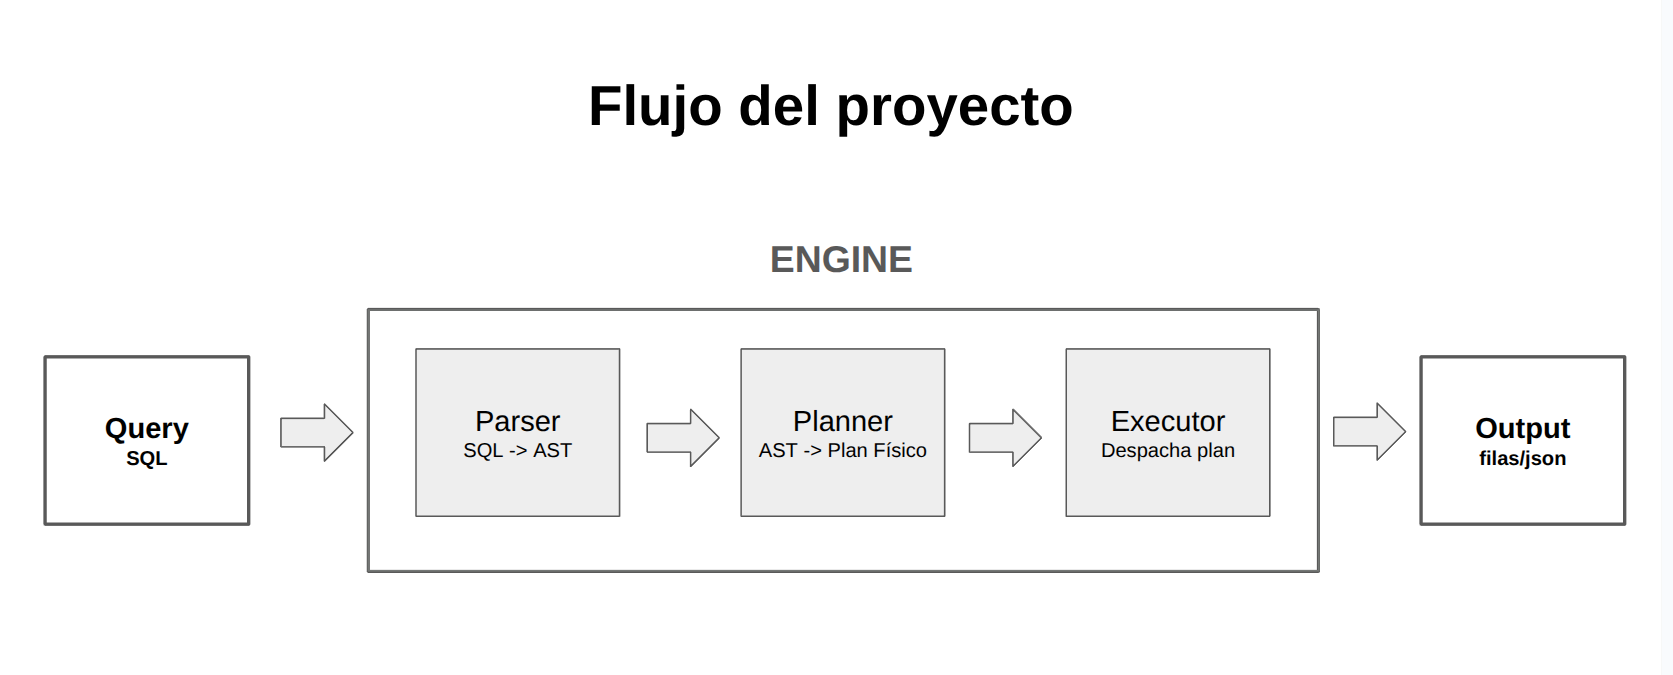 Flujo del proyecto
ENGINE
Query
SQL
Parser
SQL -> AST
Planner
AST -> Plan Físico
Executor
Despacha plan
Output
filas/json